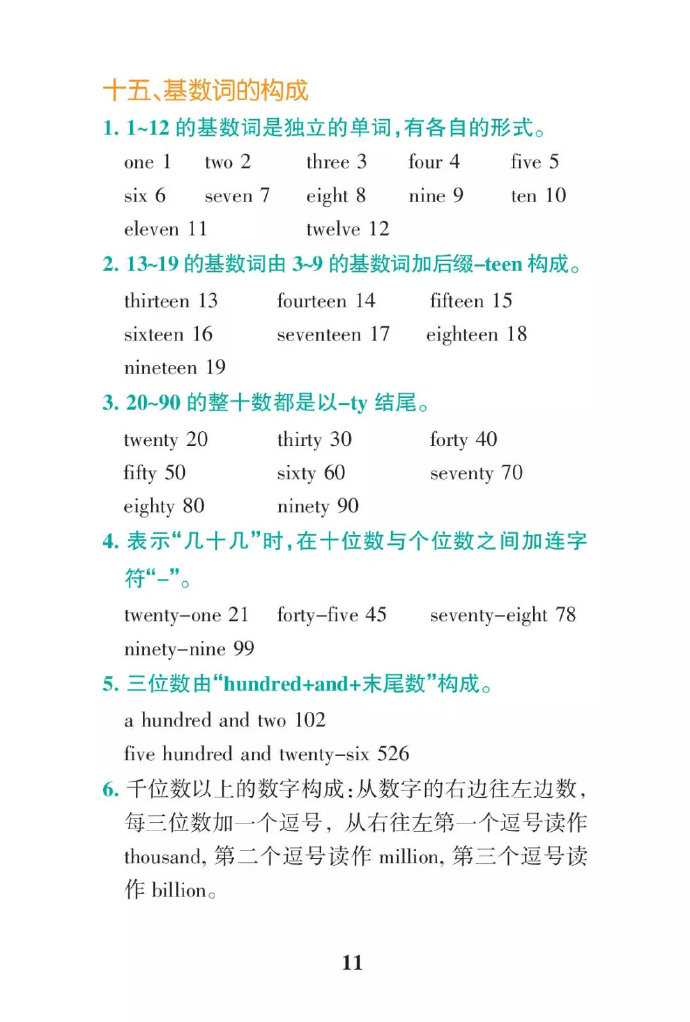 十五、基数词的构成
1. 1~12 的基数词是独立的单词,有各自的形式。
one 1 two 2 three 3 four 4 five 5
six 6 seven 7 eight 8 nine 9 ten 10
eleven 11 twelve 12
2. 13~19 的基数词由 3~9 的基数词加后缀-teen 构成。
thirteen 13 fourteen 14 fifteen 15
sixteen 16 seventeen 17 eighteen 18
nineteen 19
3. 20~90 的整十数都是以-ty 结尾。
twenty 20 thirty 30 forty 40
fifty 50 sixty 60 seventy 70
eighty 80 ninety 90
4. 表示“几十几”时,在十位数与个位数之间加连字
符“-”。
twenty-one 21 forty-five 45 seventy-eight 78
ninety-nine 99
5. 三位数由“hundred+and+末尾数”构成。
a hundred and two 102
five hundred and twenty-six 526
6. 千位数以上的数字构成:从数字的右边往左边数,
每三位数加一个逗号, 从右往左第一个逗号读作
thousand, 第二个逗号读作 million, 第三个逗号读
作 billion。
11